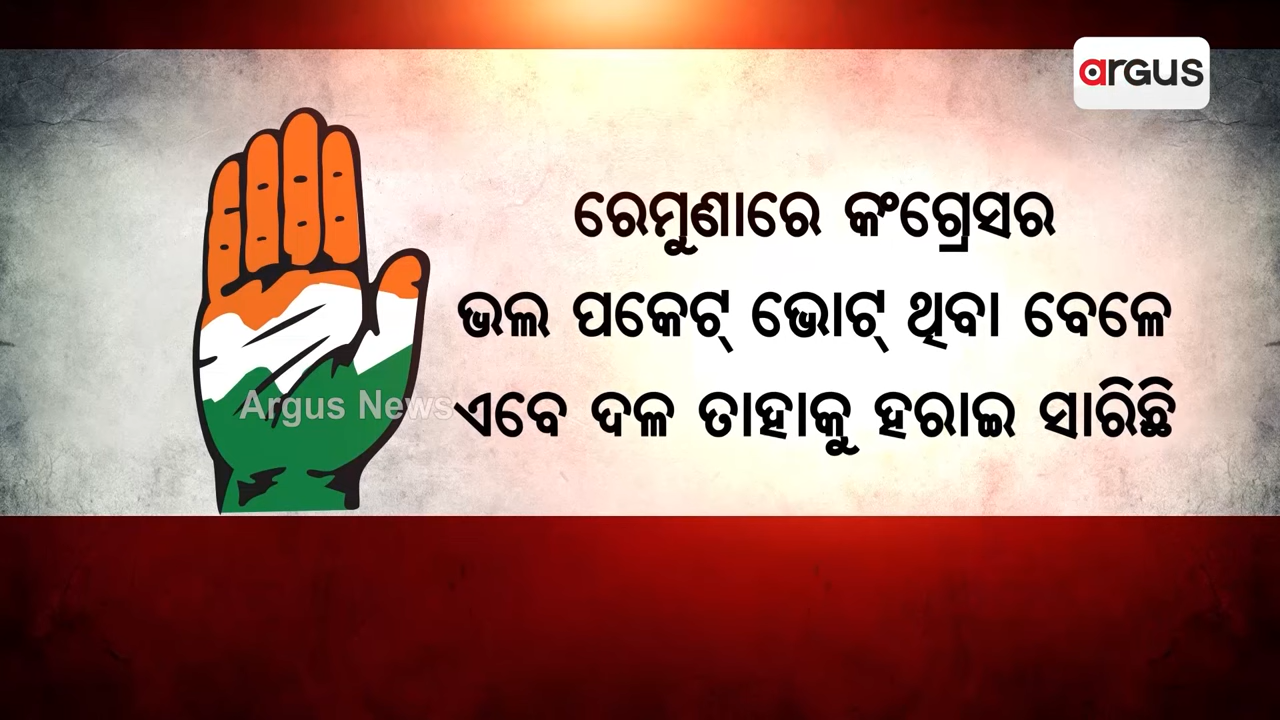 argus
ରେମୁଣାରେ କଂଗ୍ରେସର
ଭଲ ପକେଟ୍ ଭୋଟ୍ ଥିବା ବେଳେ
ଏବେ ଦଳ ତାହାକୁ ହରାଇ ସାରିଛି
Argus News